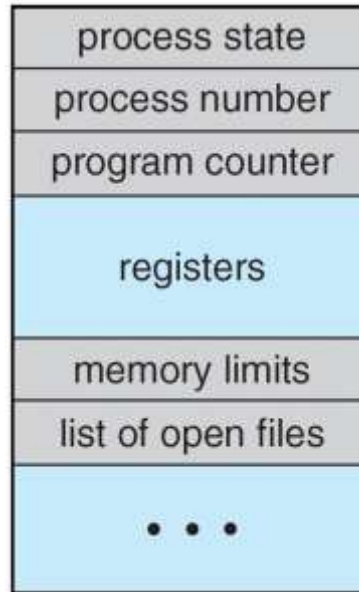 process state
process number
program counter
registers
memory limits
list of open files
• • •